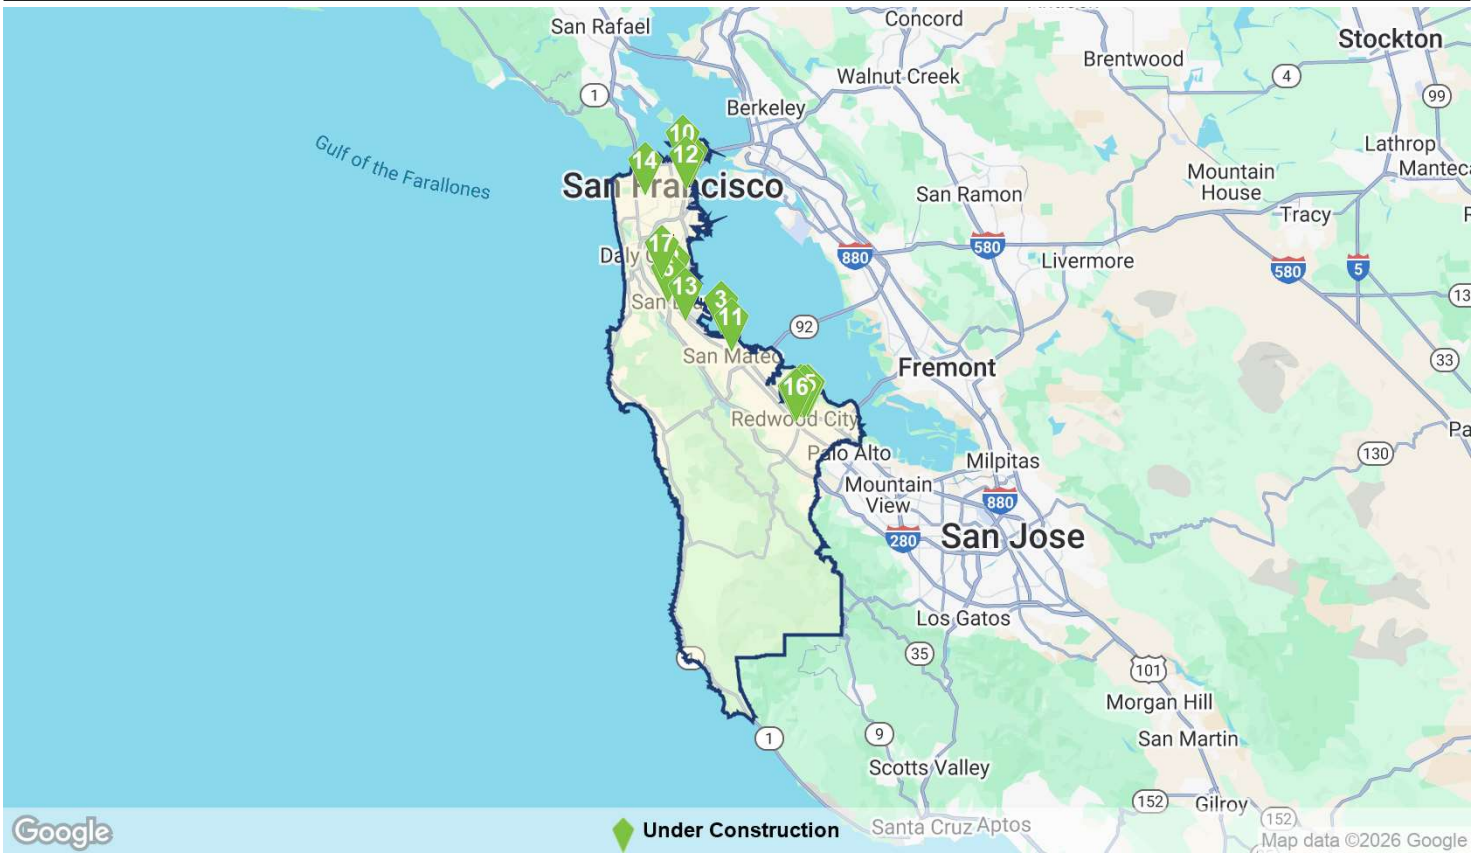 San Rafael
Concord
Stockton
Brentwood
4
Walnut Creek
99
1
Berkeley
Gulf of the Farallones
10
12
14
San Francisco
Lathrop
Mountain
House
Manteca
San Ramon
Tracy
17
580
880
Livermore
580
5
13
San
3
11
92
San Mateo
33
Fremont
16
5
Redwood City
130
Palo Alto
Milpitas
Mountain
View
880
280
San Jose
Los Gatos
35
101
Morgan Hill
1
9
San Martin
Scotts Valley
152
Gilroy
152
Google
Under Construction
Santa Cruz
Aptos
Map data ©2026 Google